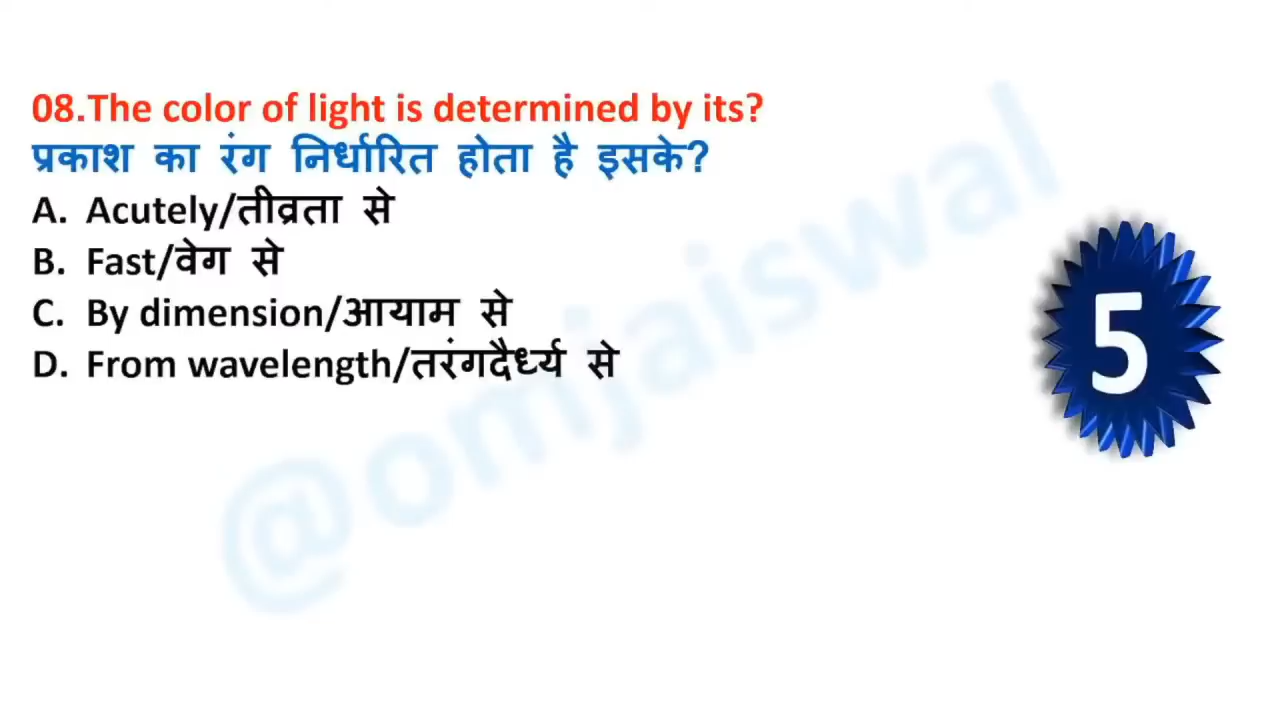 08.The color of light is determined by its?
प्रकाश का रंग निर्धारित होता है इसके?
A. Acutely/तीव्रता से
B. Fast/वेग से
C. By dimension/आयाम से
D. From wavelength/तरंगदैर्ध्य से
5
@omjaiswal